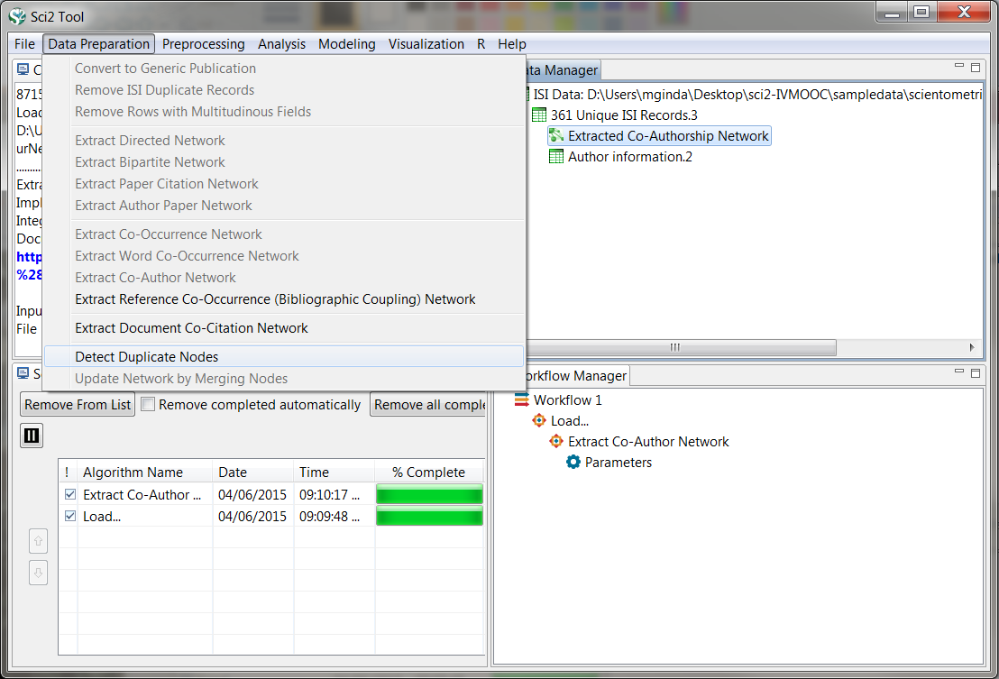 Sci2 Tool
File Data Preparation Preprocessing Analysis Modeling Visualization R Help
Convert to Generic Publication
Remove ISI Duplicate Records
Remove Rows with Multitudinous Fields
Extract Directed Network
Extract Bipartite Network
Extract Paper Citation Network
Extract Author Paper Network
Extract Co-Occurrence Network
Extract Word Co-Occurrence Network
Extract Co-Author Network
Extract Reference Co-Occurrence (Bibliographic Coupling) Network
Extract Document Co-Citation Network
Detect Duplicate Nodes
Update Network by Merging Nodes
C
8715
Load
D:\U
urNe
..........
Extra
Impl
Integ
Doc
http
%28
Inpu
File
ata Manager
ISI Data: D:\Users\mginda\Desktop\sci2-IVMOOC\sampledata\scientometri
361 Unique ISI Records.3
Extracted Co-Authorship Network
Author information.2
Sc
Remove From List Remove completed automatically Remove all comple
! Algorithm Name Date Time % Complete
Extract Co-Author ... 04/06/2015 09:10:17 ...
Load... 04/06/2015 09:09:48 ...
orkflow Manager
Workflow 1
Load...
Extract Co-Author Network
Parameters